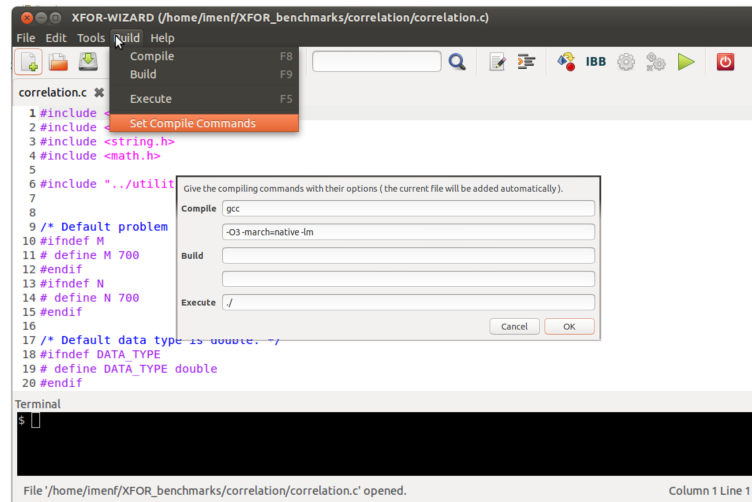 XFOR-WIZARD (/home/imenf/XFOR_benchmarks/correlation/correlation.c)
File Edit Tools Build Help
Compile F8
Build F9
Execute F5
Set Compile Commands
IBB
correlation.c
1 #include <
2 #include <
3 #include <string.h>
4 #include <math.h>
5
6 #include "../utilit
7
8
9 /* Default problem
10 #ifndef M
11 # define M 700
12 #endif
13 #ifndef N
14 # define N 700
15 #endif
16
17 /* Default data type is double. */
18 #ifndef DATA_TYPE
19 # define DATA_TYPE double
20 #endif
Give the compiling commands with their options ( the current file will be added automatically ).
Compile gcc
-O3 -march=native -lm
Build
Execute ./
Cancel OK
Terminal
$
File '/home/imenf/XFOR_benchmarks/correlation/correlation.c' opened.
Column 1 Line 1